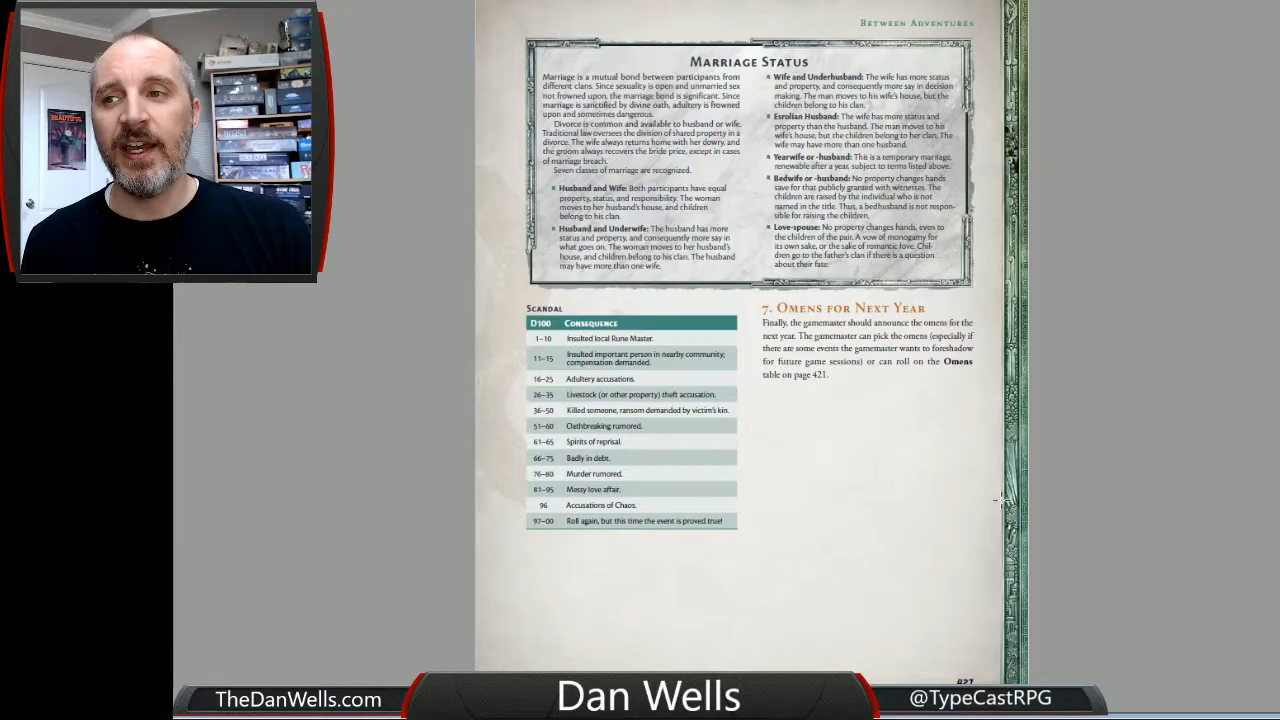 BETWEEN ADVENTURES
MARRIAGE STATUS
Marriage is a mutual bond between participants from
different clans. Since sexuality is open and unmarried sex
not frowned upon, the marriage bond is significant. Since
marriage is sanctified by divine oath, adultery is frowned
upon and sometimes dangerous.
Divorce is common and available to husband or wife.
Traditional law oversees the division of shared property in a
divorce. The wife always returns home with her dowry, and
the groom always recovers the bride price, except in cases
of marriage breach.
Seven classes of marriage are recognized.
Husband and Wife: Both participants have equal
property, status, and responsibility. The woman
moves to her husband's house, and children
belong to his clan.
Husband and Underwife: The husband has more
status and property, and consequently more say in
what goes on. The woman moves to her husband's
house, and children belong to his clan. The husband
may have more than one wife.
Wife and Underhusband: The wife has more status
and property, and consequently more say in decision
making. The man moves to his wife's house, but the
children belong to his clan.
Esrolian Husband: The wife has more status and
property than the husband. The man moves to his
wife's house, but the children belong to her clan. The
wife may have more than one husband.
Yearwife or -husband: This is a temporary marriage,
renewable after a year, subject to terms listed above.
Bedwife or -husband: No property changes hands
save for that publicly granted with witnesses. The
children are raised by the individual who is not
named in the title. Thus, a bedhusband is not respon-
sible for raising the children.
Love-spouse: No property changes hands, even to
the children of the pair. A vow of monogamy for
its own sake, or the sake of romantic love. Chil-
dren go to the father's clan if there is a question
about their fate.
SCANDAL
D100 CONSEQUENCE
1–10 Insulted local Rune Master.
11–15 Insulted important person in nearby community;
compensation demanded.
16–25 Adultery accusations.
26–35 Livestock (or other property) theft accusation.
36–50 Killed someone, ransom demanded by victim's kin.
51–60 Oathbreaking rumored.
61–65 Spirits of reprisal.
66–75 Badly in debt.
76–80 Murder rumored.
81–95 Messy love affair.
96 Accusations of Chaos.
97–00 Roll again, but this time the event is proved true!
7. OMENS FOR NEXT YEAR
Finally, the gamemaster should announce the omens for the
next year. The gamemaster can pick the omens (especially if
there are some events the gamemaster wants to foreshadow
for future game sessions) or can roll on the Omens
table on page 421.
427
TheDanWells.com
Dan Wells
@TypeCastRPG